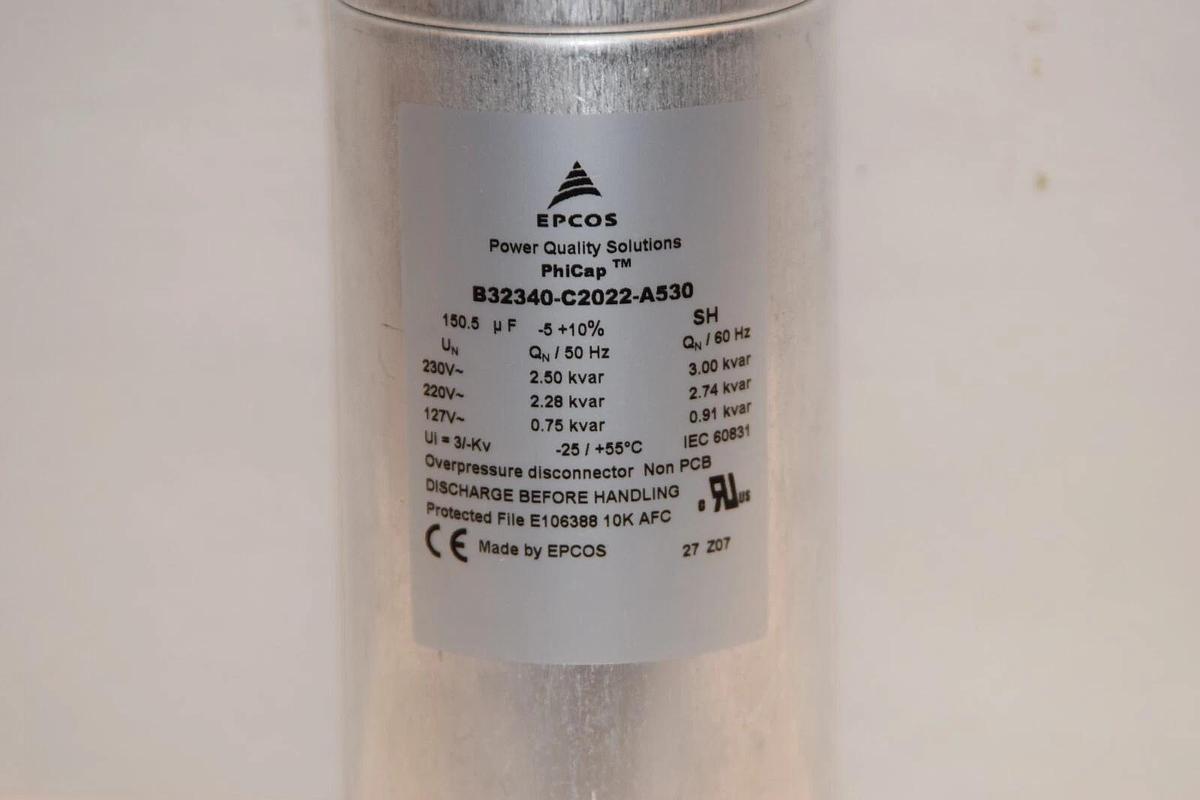 EPCOS
Power Quality Solutions
PhiCap ™
B32340-C2022-A530
150.5 µF -5 +10% SH
UN QN / 50 Hz QN / 60 Hz
230V~ 2.50 kvar 3.00 kvar
220V~ 2.28 kvar 2.74 kvar
127V~ 0.75 kvar 0.91 kvar
Ui = 3/-Kv -25 / +55°C IEC 60831
Overpressure disconnector Non PCB
DISCHARGE BEFORE HANDLING c RU US
Protected File E106388 10K AFC
CE Made by EPCOS 27 Z07